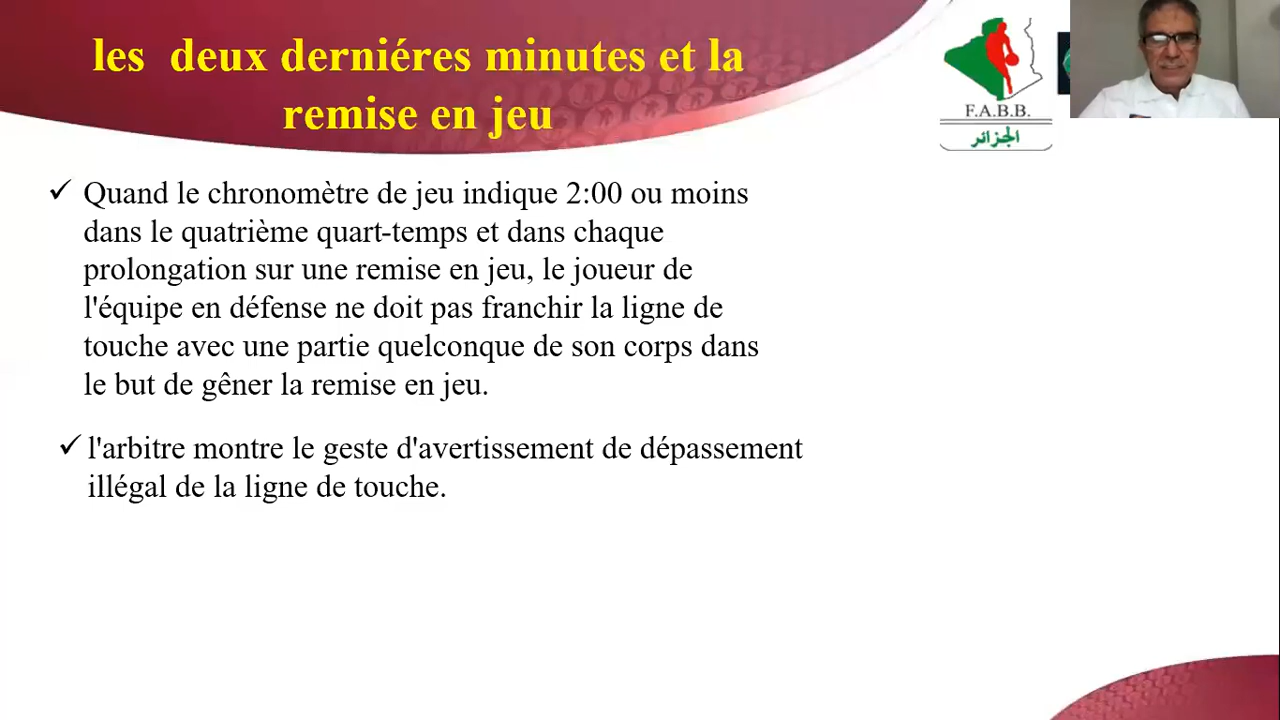 les deux derniéres minutes et la
remise en jeu
F.A.B.B.
الجزائر
✓ Quand le chronomètre de jeu indique 2:00 ou moins
dans le quatrième quart-temps et dans chaque
prolongation sur une remise en jeu, le joueur de
l'équipe en défense ne doit pas franchir la ligne de
touche avec une partie quelconque de son corps dans
le but de gêner la remise en jeu.
✓ l'arbitre montre le geste d'avertissement de dépassement
illégal de la ligne de touche.